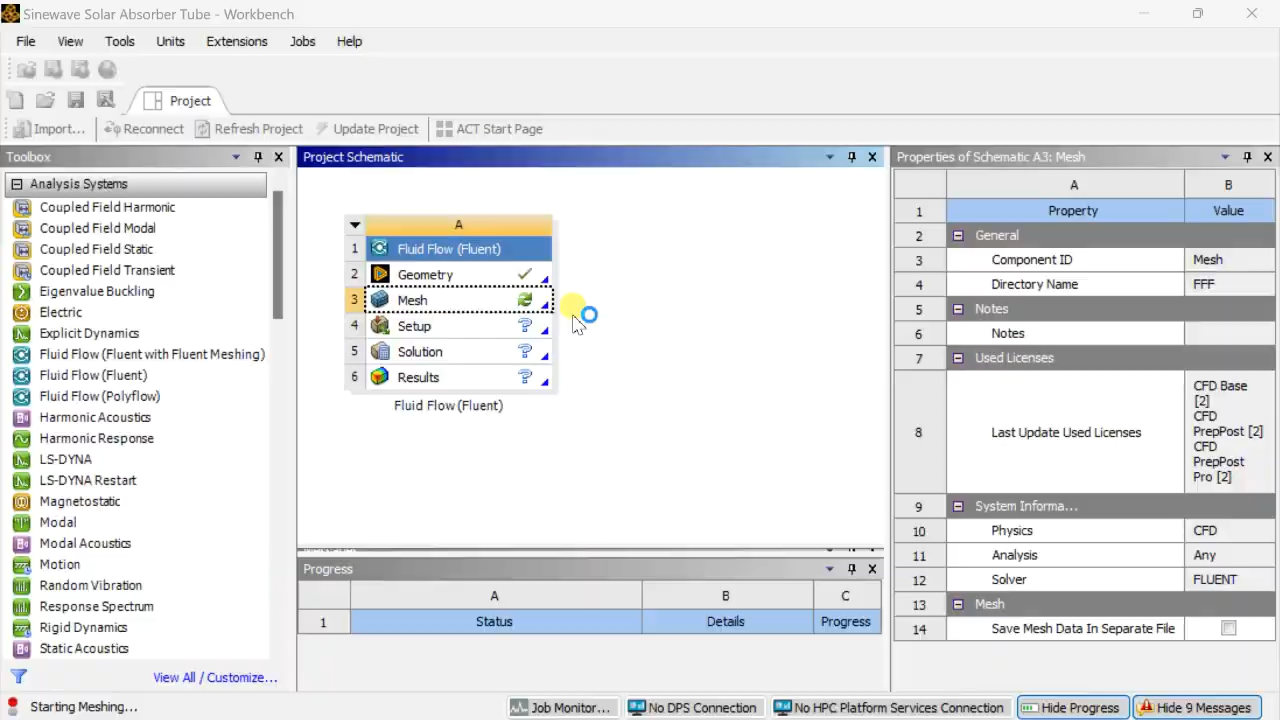 Sinewave Solar Absorber Tube - Workbench
File View Tools Units Extensions Jobs Help
Project
Import... Reconnect Refresh Project Update Project ACT Start Page
Toolbox
Analysis Systems
Coupled Field Harmonic
Coupled Field Modal
Coupled Field Static
Coupled Field Transient
Eigenvalue Buckling
Electric
Explicit Dynamics
Fluid Flow (Fluent with Fluent Meshing)
Fluid Flow (Fluent)
Fluid Flow (Polyflow)
Harmonic Acoustics
Harmonic Response
LS-DYNA
LS-DYNA Restart
Magnetostatic
Modal
Modal Acoustics
Motion
Random Vibration
Response Spectrum
Rigid Dynamics
Static Acoustics
View All / Customize...
Project Schematic
A
1 Fluid Flow (Fluent)
2 Geometry
3 Mesh
4 Setup ?
5 Solution ?
6 Results ?
Fluid Flow (Fluent)
Progress
A B C
1 Status Details Progress
Properties of Schematic A3: Mesh
A B
1 Property Value
2 General
3 Component ID Mesh
4 Directory Name FFF
5 Notes
6 Notes
7 Used Licenses
8 Last Update Used Licenses
CFD Base
[2]
CFD
PrepPost [2]
CFD
PrepPost
Pro [2]
9 System Informa...
10 Physics CFD
11 Analysis Any
12 Solver FLUENT
13 Mesh
14 Save Mesh Data In Separate File
Starting Meshing... Job Monitor... No DPS Connection No HPC Platform Services Connection Hide Progress Hide 9 Messages